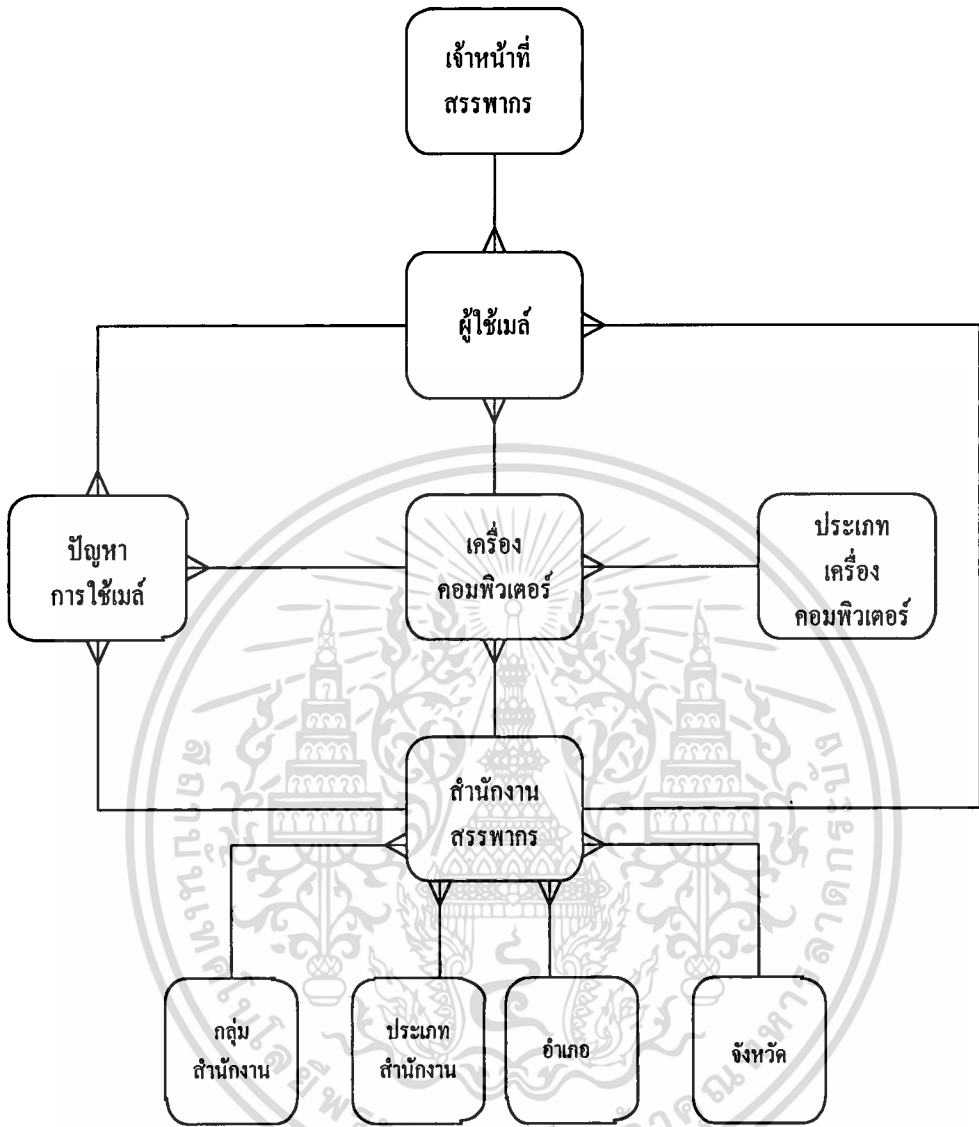 เจ้าหน้าที่
สรรพากร
ผู้ใช้เมล์
ปัญหา
การใช้เมล์
เครื่อง
คอมพิวเตอร์
ประเภท
เครื่อง
คอมพิวเตอร์
สำนักงาน
สรรพากร
กลุ่ม
สำนักงาน
ประเภท
สำนักงาน
อำเภอ
จังหวัด